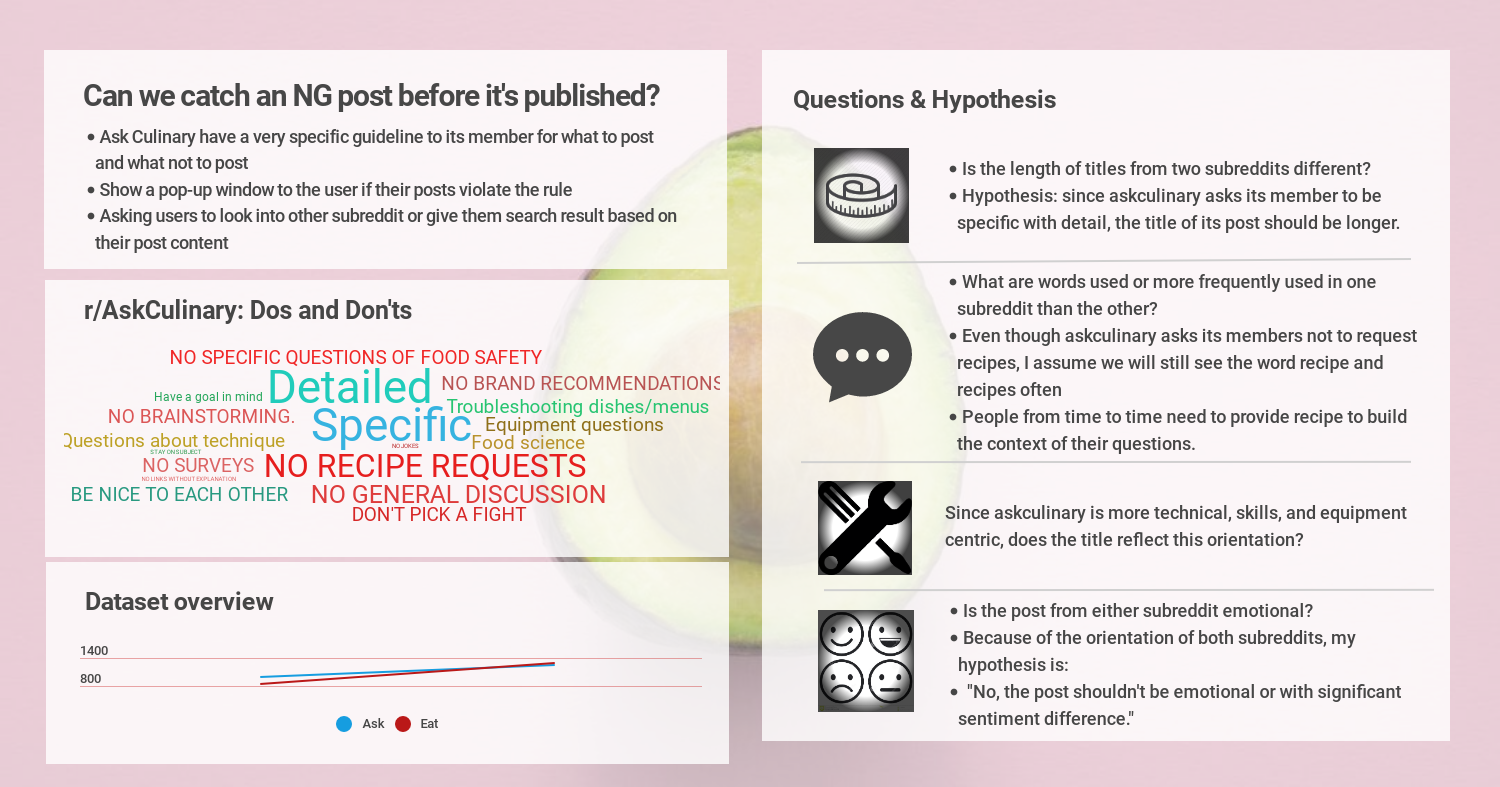 Can we catch an NG post before it's published?
• Ask Culinary have a very specific guideline to its member for what to post
and what not to post
• Show a pop-up window to the user if their posts violate the rule
• Asking users to look into other subreddit or give them search result based on
their post content
r/AskCulinary: Dos and Don'ts
NO SPECIFIC QUESTIONS OF FOOD SAFETY
Detailed
NO BRAND RECOMMENDATIONS
Have a goal in mind
Troubleshooting dishes/menus
NO BRAINSTORMING.
Specific
Equipment questions
Questions about technique
Food science
NO JOKES
STAY ON SUBJECT
NO SURVEYS
NO RECIPE REQUESTS
NO LINKS WITHOUT EXPLANATION
BE NICE TO EACH OTHER
NO GENERAL DISCUSSION
DON'T PICK A FIGHT
Dataset overview
1400
800
Ask
Eat
Questions & Hypothesis
• Is the length of titles from two subreddits different?
• Hypothesis: since askculinary asks its member to be
specific with detail, the title of its post should be longer.
• What are words used or more frequently used in one
subreddit than the other?
• Even though askculinary asks its members not to request
recipes, I assume we will still see the word recipe and
recipes often
• People from time to time need to provide recipe to build
the context of their questions.
Since askculinary is more technical, skills, and equipment
centric, does the title reflect this orientation?
• Is the post from either subreddit emotional?
• Because of the orientation of both subreddits, my
hypothesis is:
• "No, the post shouldn't be emotional or with significant
sentiment difference."